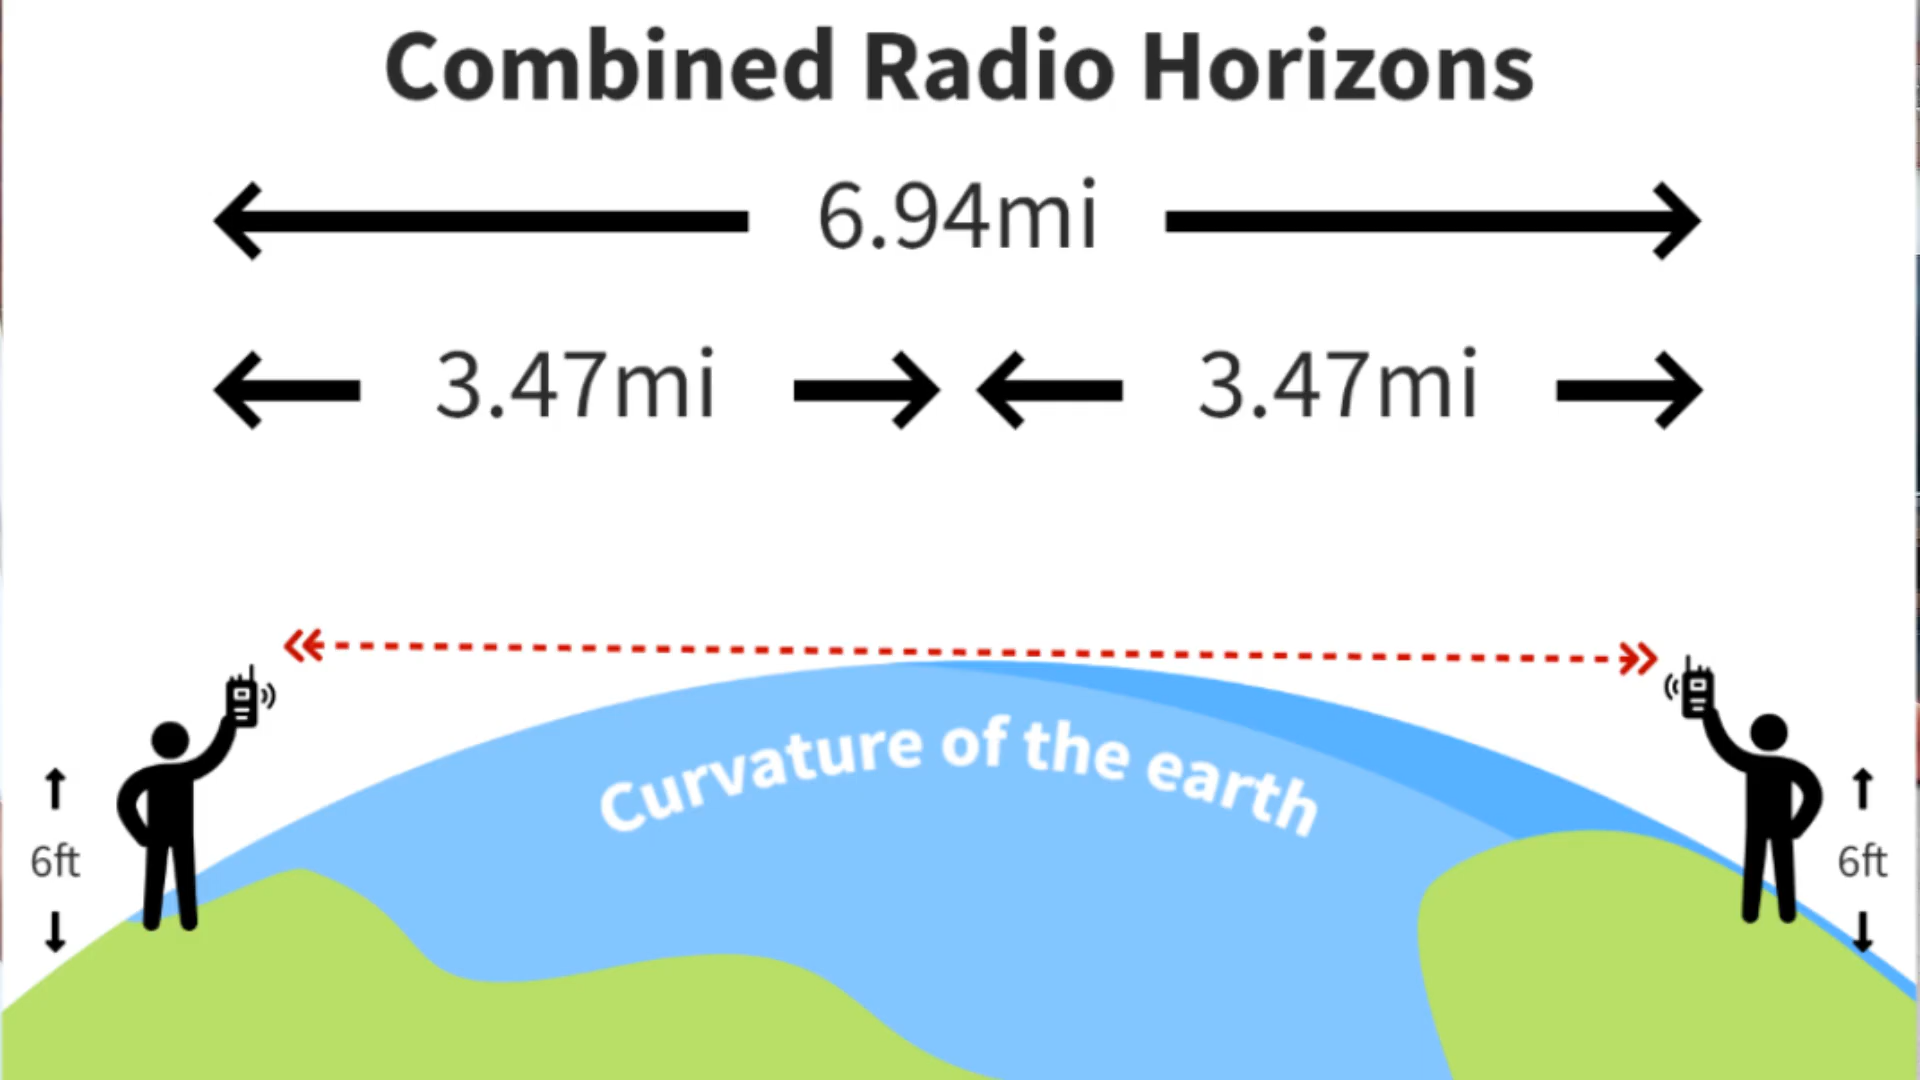 Combined Radio Horizons
6.94mi
3.47mi 3.47mi
Curvature of the earth
6ft 6ft